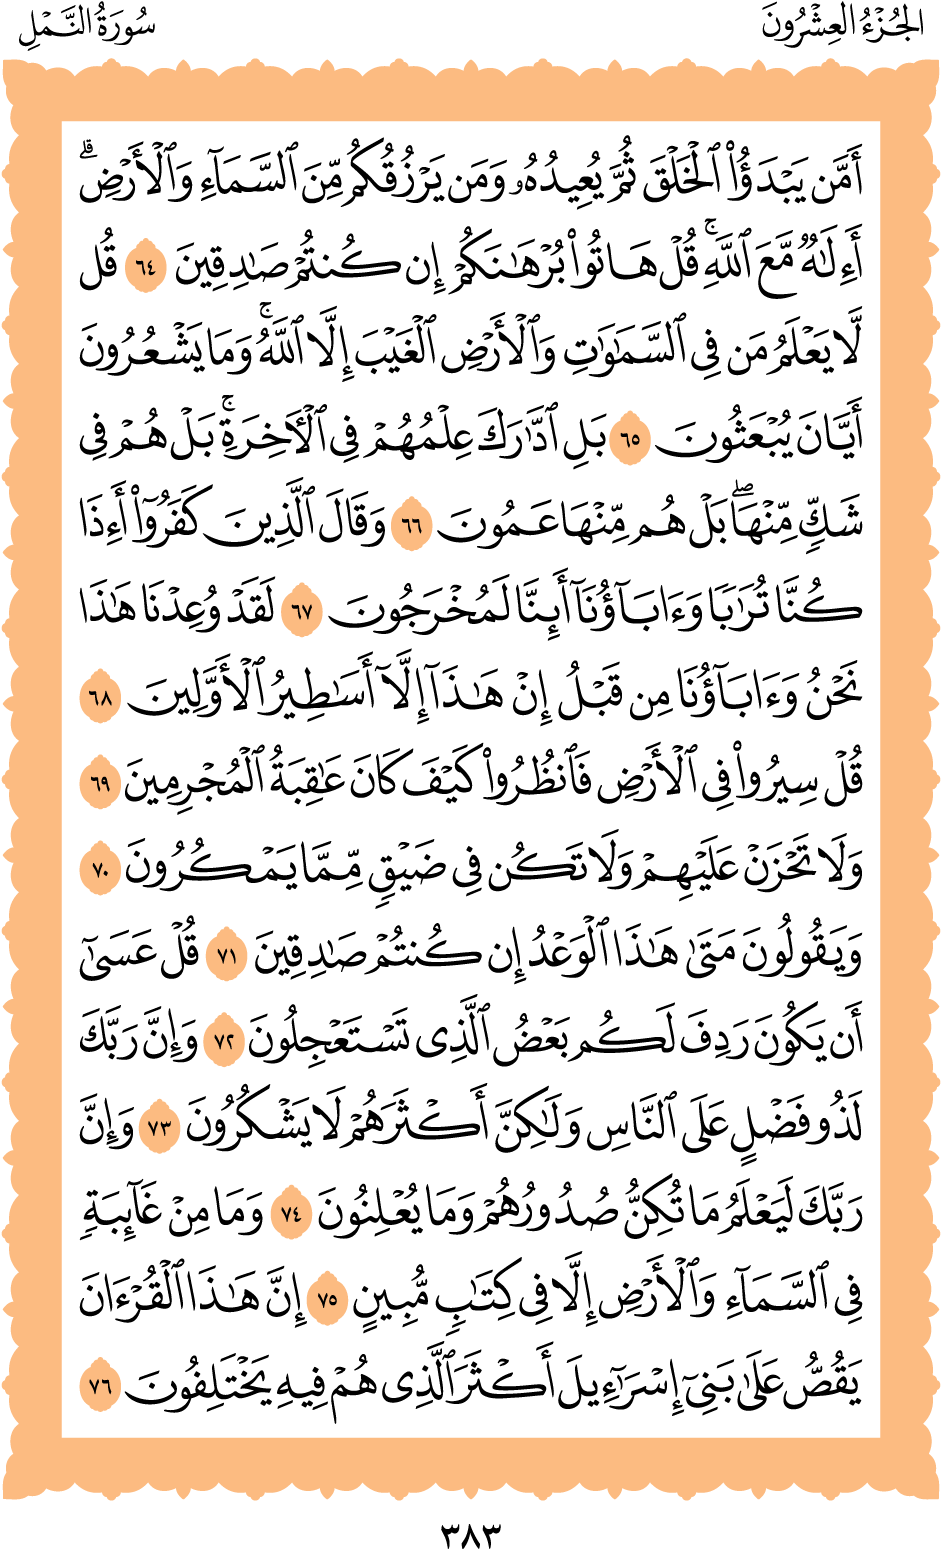 الجُزْءُ العِشْرُونَ
سُورَةُ النَّمْلِ
أَمَّن يَبْدَؤُا۟ ٱلْخَلْقَ ثُمَّ يُعِيدُهُۥ وَمَن يَرْزُقُكُم مِّنَ ٱلسَّمَآءِ وَٱلْأَرْضِ ۗ
أَءِلَٰهٌ مَّعَ ٱللَّهِ ۚ قُلْ هَاتُوا۟ بُرْهَٰنَكُمْ إِن كُنتُمْ صَٰدِقِينَ ٦٤ قُل
لَّا يَعْلَمُ مَن فِى ٱلسَّمَٰوَٰتِ وَٱلْأَرْضِ ٱلْغَيْبَ إِلَّا ٱللَّهُ ۚ وَمَا يَشْعُرُونَ
أَيَّانَ يُبْعَثُونَ ٦٥ بَلِ ٱدَّٰرَكَ عِلْمُهُمْ فِى ٱلْـَٔاخِرَةِ ۚ بَلْ هُمْ فِى
شَكٍّ مِّنْهَا ۖ بَلْ هُم مِّنْهَا عَمُونَ ٦٦ وَقَالَ ٱلَّذِينَ كَفَرُوٓا۟ أَءِذَا
كُنَّا تُرَٰبًا وَءَابَآؤُنَآ أَئِنَّا لَمُخْرَجُونَ ٦٧ لَقَدْ وُعِدْنَا هَٰذَا
نَحْنُ وَءَابَآؤُنَا مِن قَبْلُ إِنْ هَٰذَآ إِلَّآ أَسَٰطِيرُ ٱلْأَوَّلِينَ ٦٨
قُلْ سِيرُوا۟ فِى ٱلْأَرْضِ فَٱنظُرُوا۟ كَيْفَ كَانَ عَٰقِبَةُ ٱلْمُجْرِمِينَ ٦٩
وَلَا تَحْزَنْ عَلَيْهِمْ وَلَا تَكُن فِى ضَيْقٍ مِّمَّا يَمْكُرُونَ ٧٠
وَيَقُولُونَ مَتَىٰ هَٰذَا ٱلْوَعْدُ إِن كُنتُمْ صَٰدِقِينَ ٧١ قُلْ عَسَىٰٓ
أَن يَكُونَ رَدِفَ لَكُم بَعْضُ ٱلَّذِى تَسْتَعْجِلُونَ ٧٢ وَإِنَّ رَبَّكَ
لَذُو فَضْلٍ عَلَى ٱلنَّاسِ وَلَٰكِنَّ أَكْثَرَهُمْ لَا يَشْكُرُونَ ٧٣ وَإِنَّ
رَبَّكَ لَيَعْلَمُ مَا تُكِنُّ صُدُورُهُمْ وَمَا يُعْلِنُونَ ٧٤ وَمَا مِنْ غَآئِبَةٍ
فِى ٱلسَّمَآءِ وَٱلْأَرْضِ إِلَّا فِى كِتَٰبٍ مُّبِينٍ ٧٥ إِنَّ هَٰذَا ٱلْقُرْءَانَ
يَقُصُّ عَلَىٰ بَنِىٓ إِسْرَٰٓءِيلَ أَكْثَرَ ٱلَّذِى هُمْ فِيهِ يَخْتَلِفُونَ ٧٦
٣٨٣